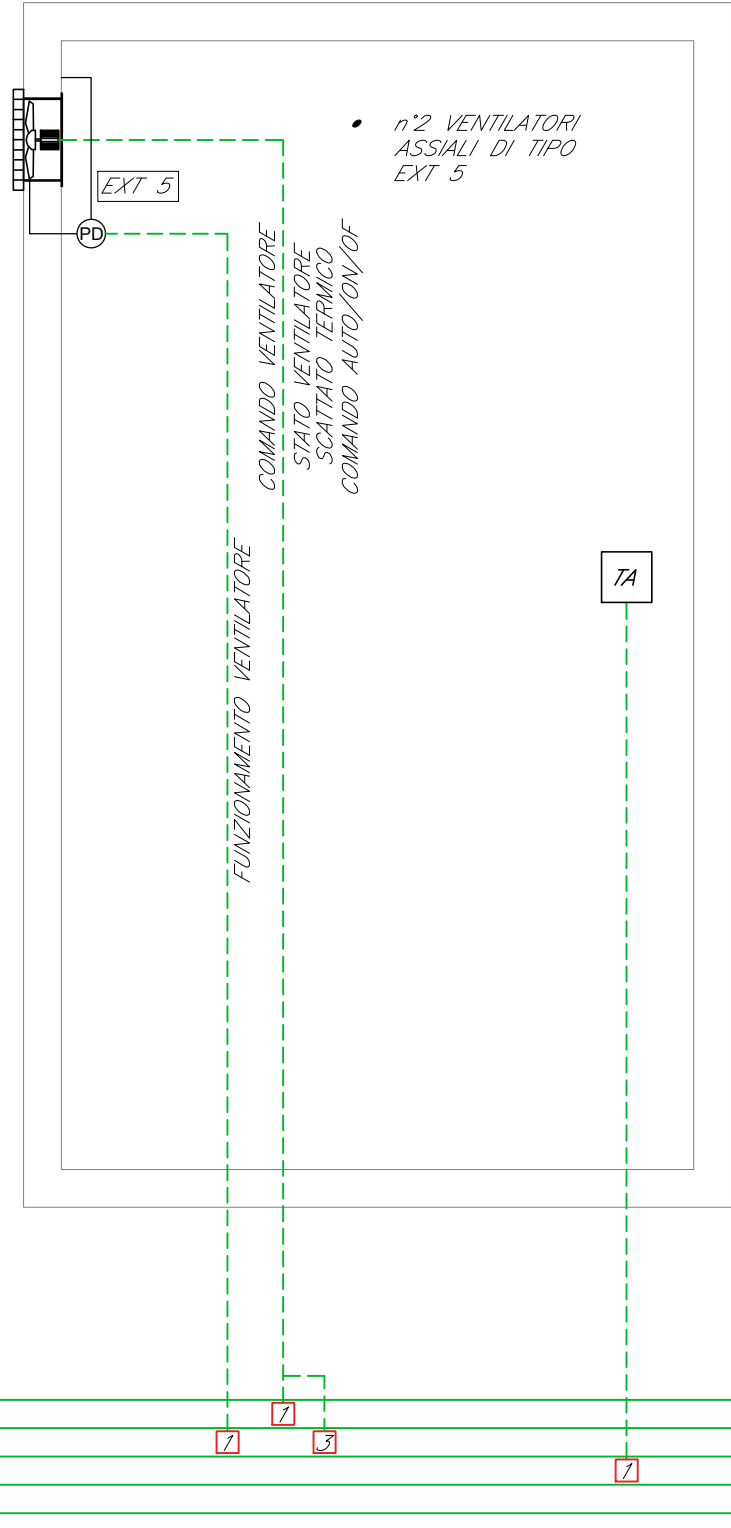 n°2 VENTILATORI
ASSIALI DI TIPO
EXT 5
EXT 5
PD
COMANDO VENTILATORE
STATO VENTILATORE
SCATTATO TERMICO
COMANDO AUTO/ON/OF
FUNZIONAMENTO VENTILATORE
TA
1
1
3
1